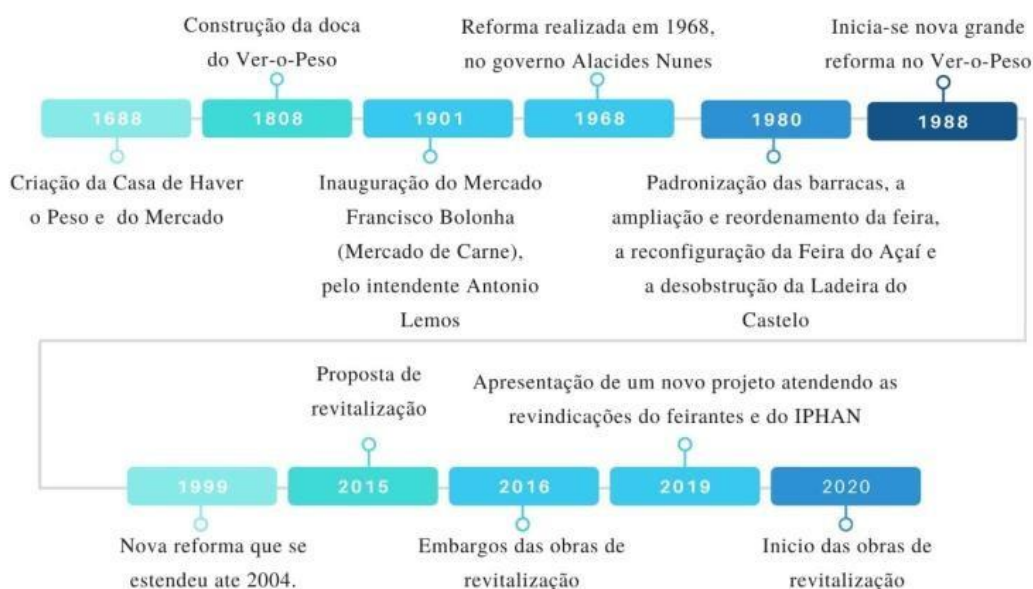 Construção da doca
do Ver-o-Peso
Reforma realizada em 1968,
no governo Alacides Nunes
Inicia-se nova grande
reforma no Ver-o-Peso
1688
1808
1901
1968
1980
1988
Criação da Casa de Haver
o Peso e do Mercado
Inauguração do Mercado
Francisco Bolonha
(Mercado de Carne),
pelo intendente Antonio
Lemos
Padronização das barracas, a
ampliação e reordenamento da feira,
a reconfiguração da Feira do Açaí e
a desobstrução da Ladeira do
Castelo
Proposta de
revitalização
Apresentação de um novo projeto atendendo as
revindicações do feirantes e do IPHAN
1999
2015
2016
2019
2020
Nova reforma que se
estendeu ate 2004.
Embargos das obras de
revitalização
Inicio das obras de
revitalização